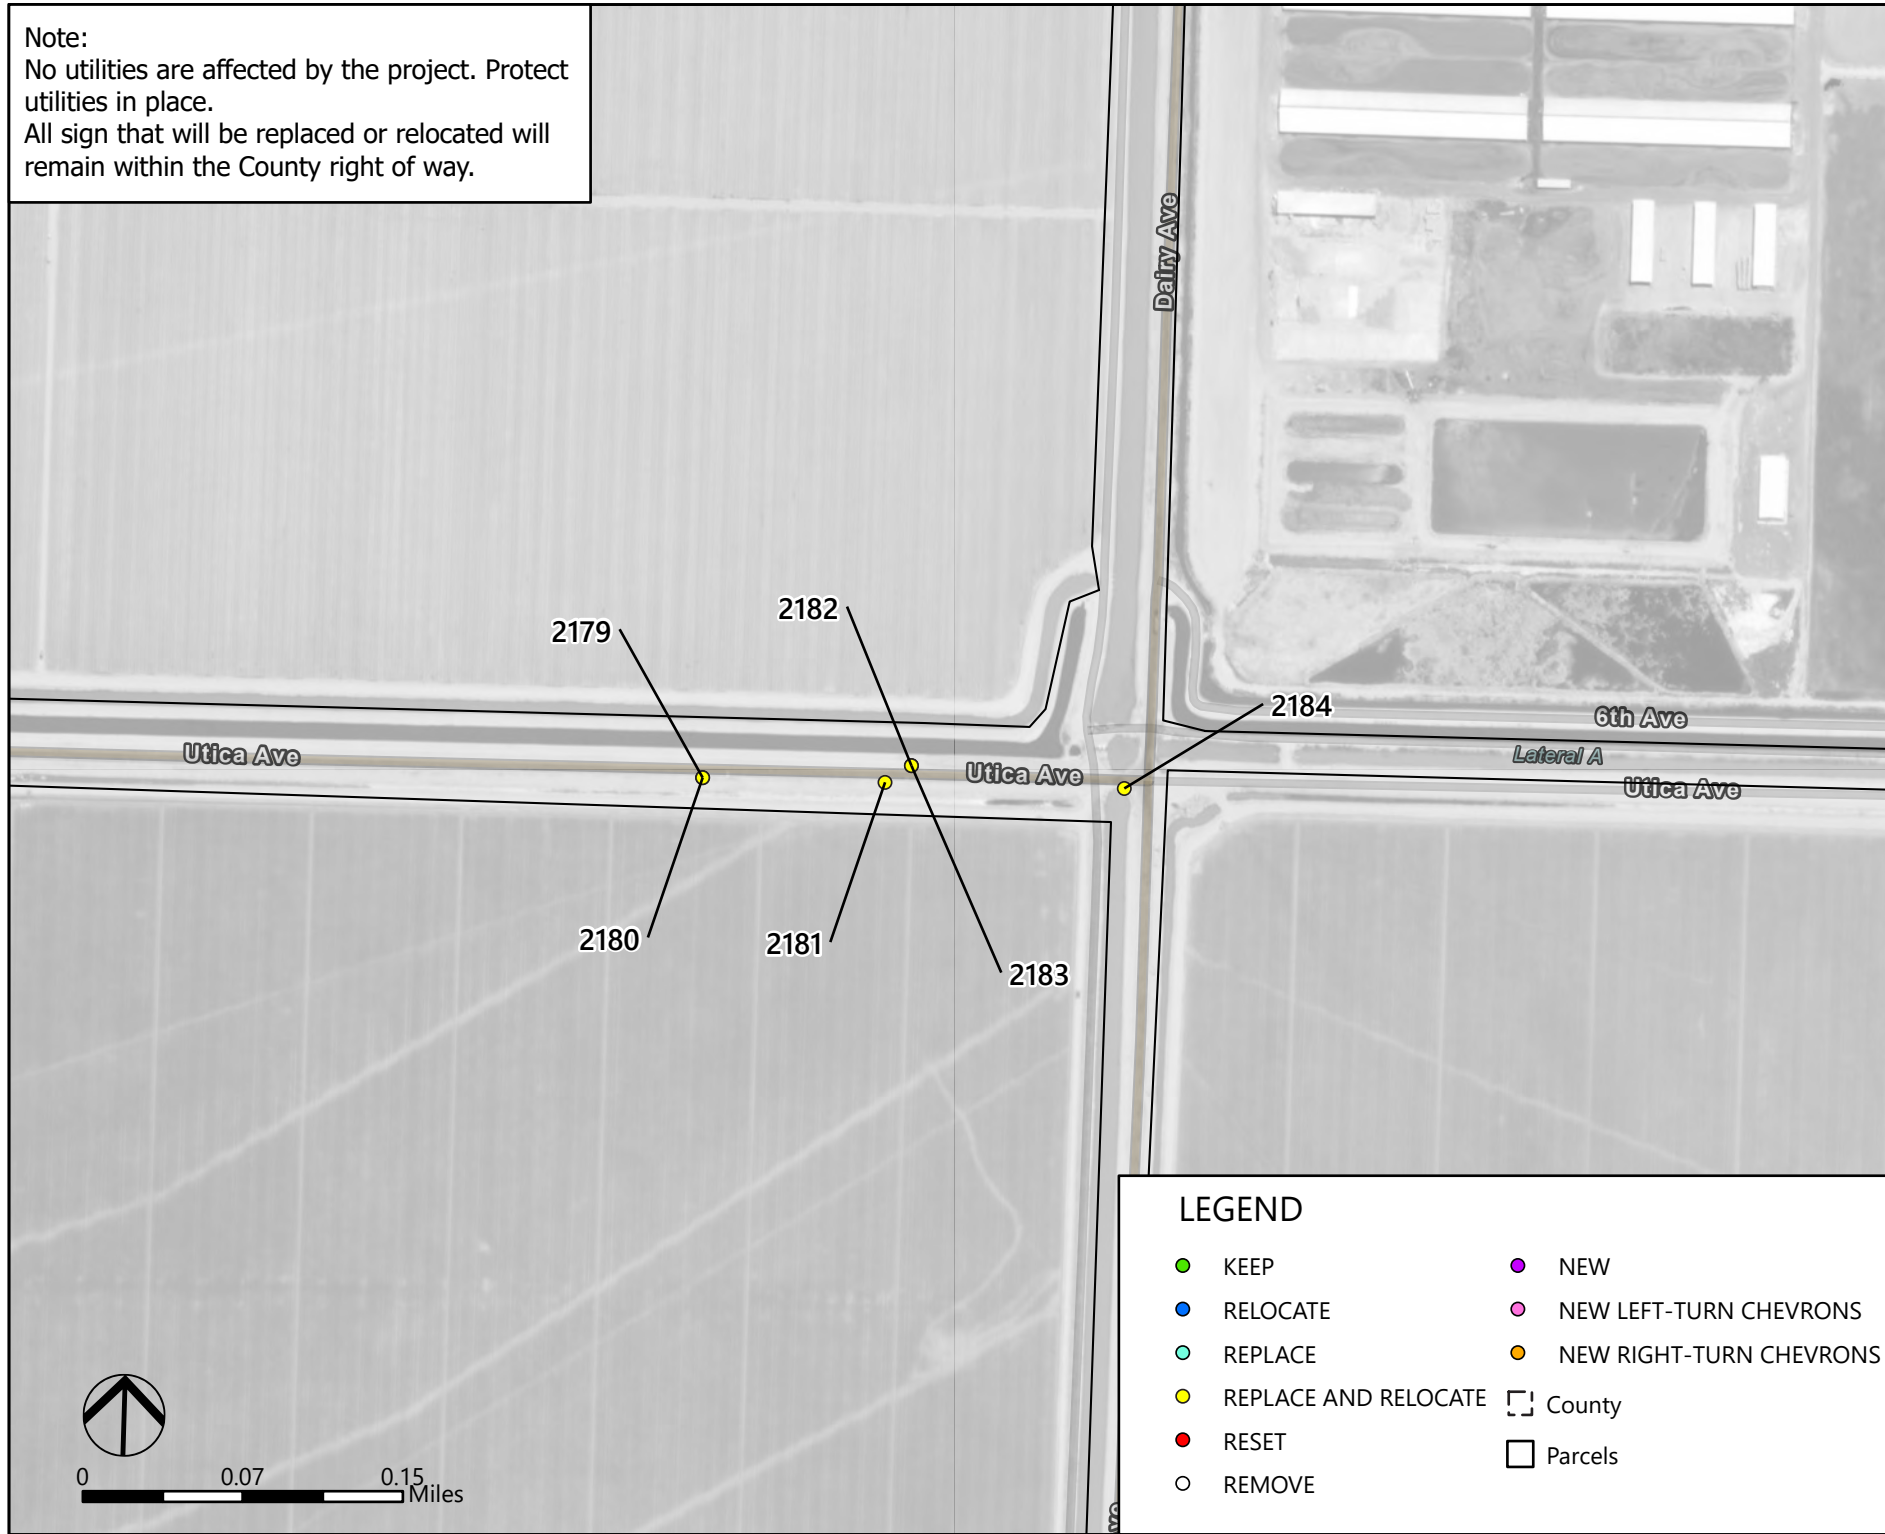 Note:
No utilities are affected by the project. Protect
utilities in place.
All sign that will be replaced or relocated will
remain within the County right of way.
Dairy Ave
2182
2179
2184
6th Ave
Utica Ave
Lateral A
Utica Ave
Utica Ave
2180
2181
2183
LEGEND
KEEP
RELOCATE
REPLACE
REPLACE AND RELOCATE
RESET
REMOVE
NEW
NEW LEFT-TURN CHEVRONS
NEW RIGHT-TURN CHEVRONS
County
Parcels
0 0.07 0.15
Miles